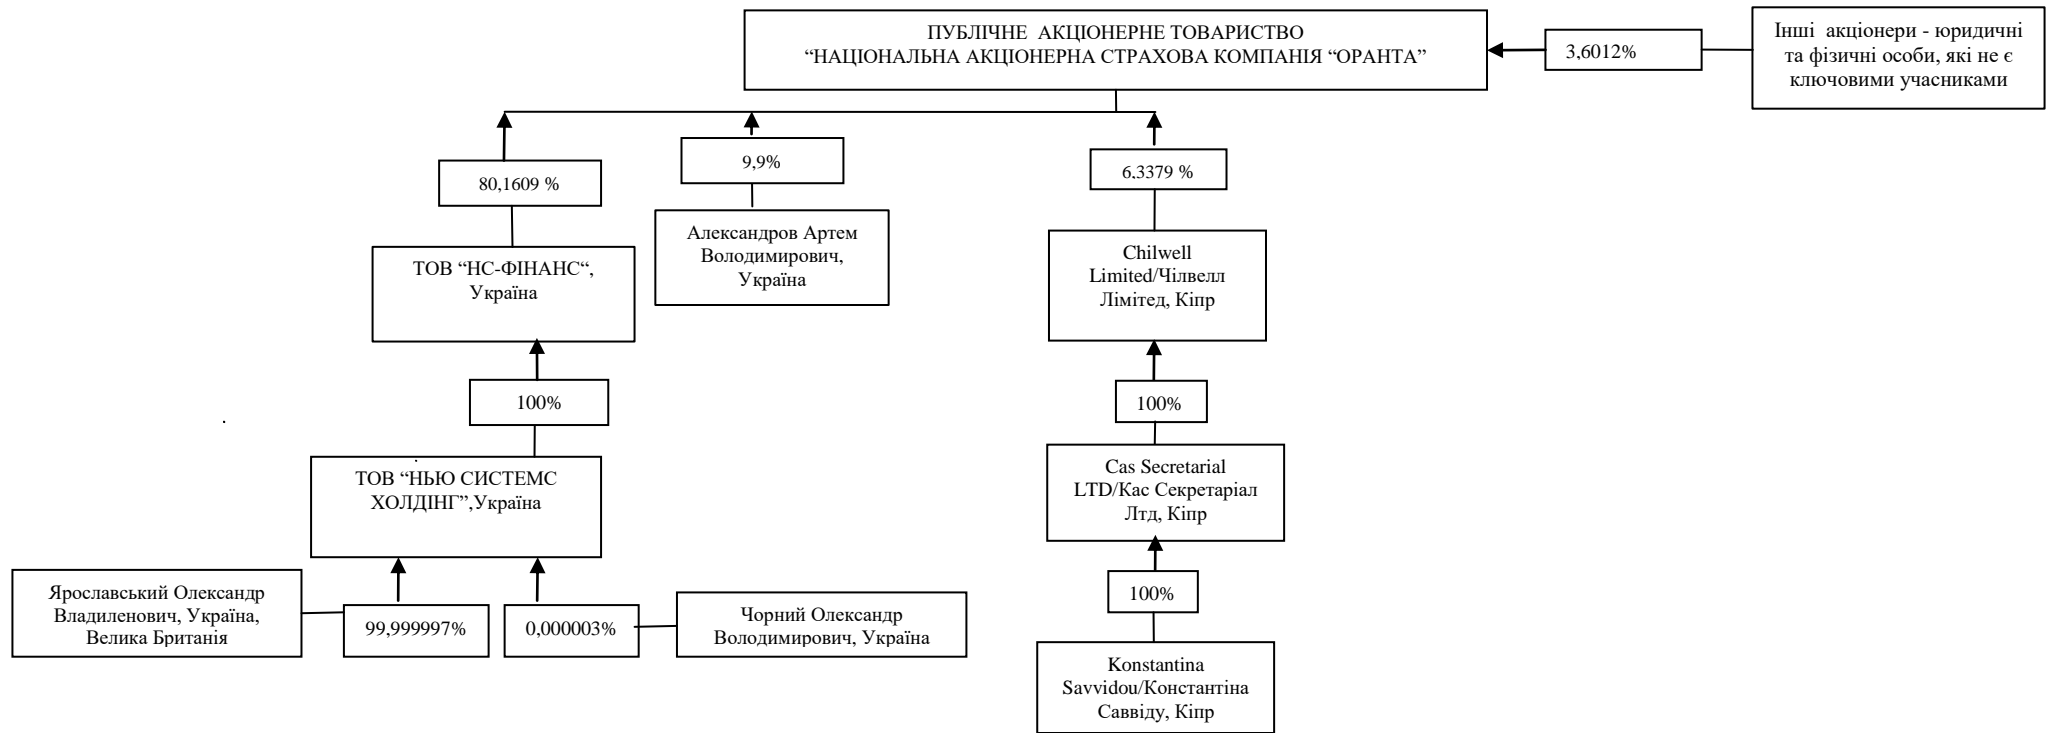 ПУБЛІЧНЕ АКЦІОНЕРНЕ ТОВАРИСТВО
“НАЦІОНАЛЬНА АКЦІОНЕРНА СТРАХОВА КОМПАНІЯ “ОРАНТА”
3,6012%
Інші акціонери - юридичні
та фізичні особи, які не є
ключовими учасниками
80,1609 %
9,9%
6,3379 %
ТОВ “НС-ФІНАНС“,
Україна
Александров Артем
Володимирович,
Україна
Chilwell
Limited/Чілвелл
Лімітед, Кіпр
100%
100%
ТОВ “НЬЮ СИСТЕМС
ХОЛДІНГ”,Україна
Cas Secretarial
LTD/Кас Секретаріал
Лтд, Кіпр
Ярославський Олександр
Владиленович, Україна,
Велика Британія
99,999997%
0,000003%
Чорний Олександр
Володимирович, Україна
100%
Konstantina
Savvidou/Константіна
Саввіду, Кіпр